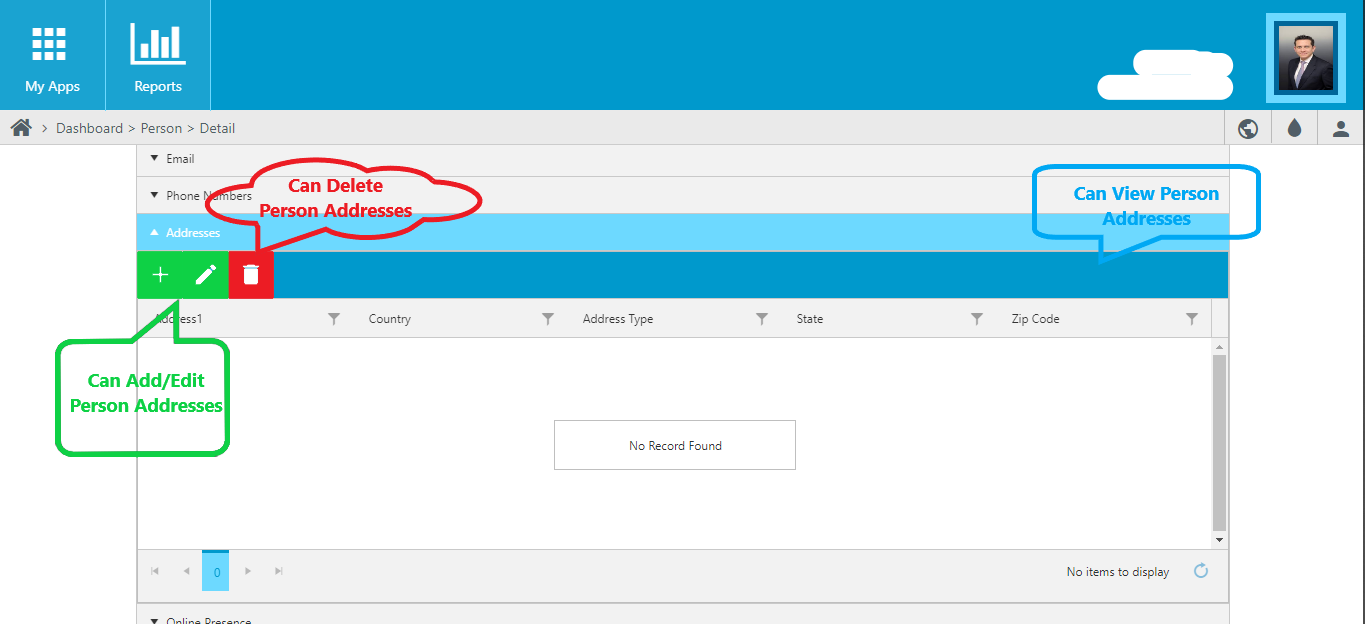 My Apps
Reports
> Dashboard > Person > Detail
Email
Phone Numbers
Can Delete
Person Addresses
Can View Person
Addresses
Addresses
Address1
Country
Address Type
State
Zip Code
Can Add/Edit
Person Addresses
No Record Found
0
No items to display
Online Presence